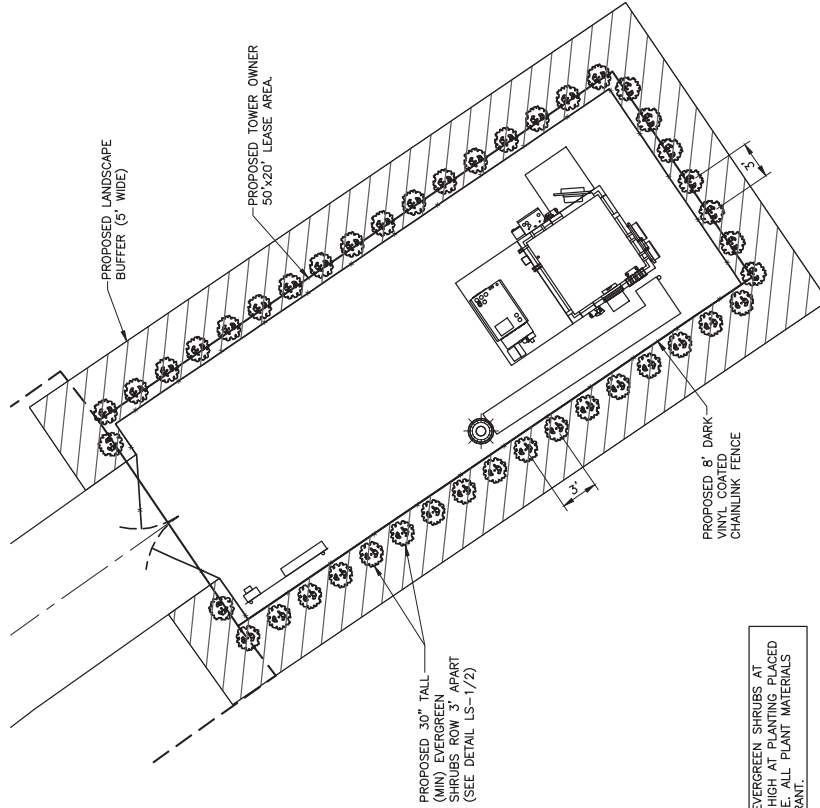 PROPOSED LANDSCAPE
BUFFER (5' WIDE)
PROPOSED TOWER OWNER
50'x20' LEASE AREA.
3'
3'
PROPOSED 8' DARK
VINYL COATED
CHAINLINK FENCE
PROPOSED 30" TALL
(MIN) EVERGREEN
SHRUBS ROW 3' APART
(SEE DETAIL LS-1/2)
EVERGREEN SHRUBS AT
HIGH AT PLANTING PLACED
E. ALL PLANT MATERIALS
RANT.